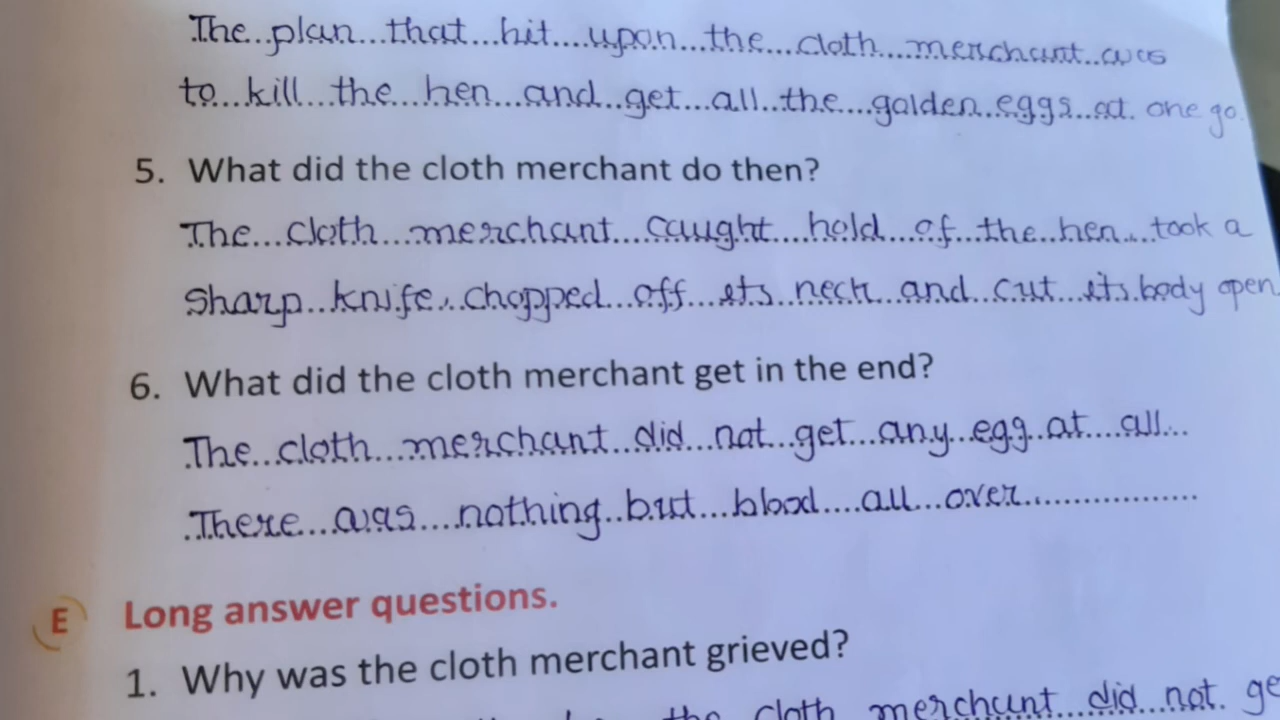 The plan that hit upon the cloth merchant was
to kill the hen and get all the golden eggs at one go.
5. What did the cloth merchant do then?
The cloth merchant caught hold of the hen, took a
sharp knife, chopped off its neck and cut its body open
6. What did the cloth merchant get in the end?
The cloth merchant did not get any egg at all.
There was nothing but blood all over.
E Long answer questions.
1. Why was the cloth merchant grieved?
the cloth merchant did not